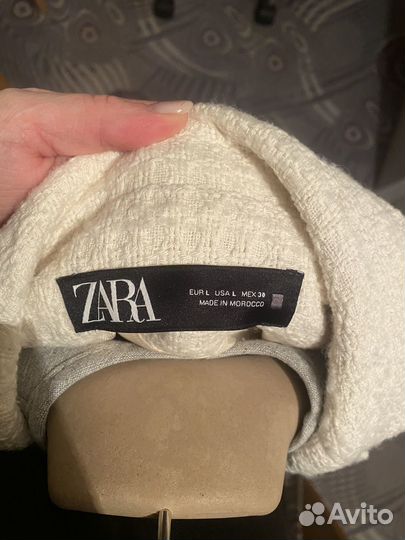 ZARA
EUR L USA L MEX 30
MADE IN MOROCCO
Avito